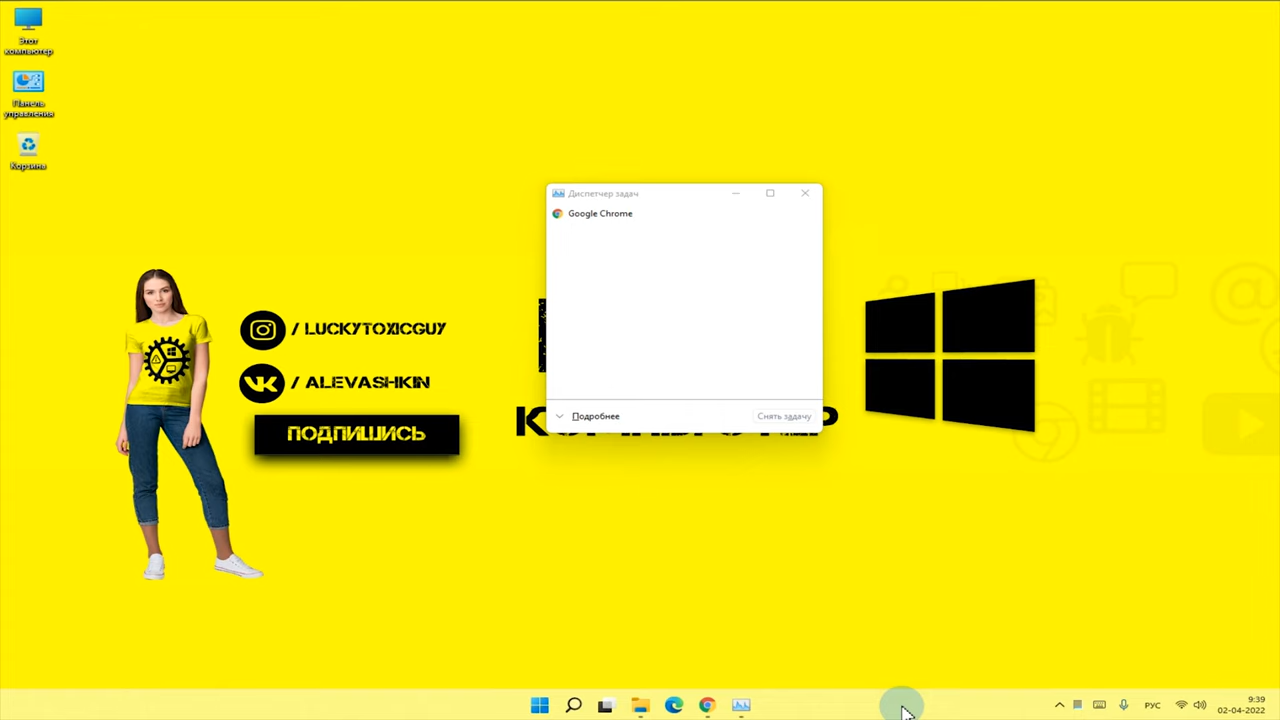 Этот
компьютер
Панель
управления
Корзина
Диспетчер задач
Google Chrome
Подробнее
Снять задачу
/ LUCKYTOXICGUY
/ ALEVASHKIN
ПОДПИШИСЬ
РУС
9:39
02-04-2022